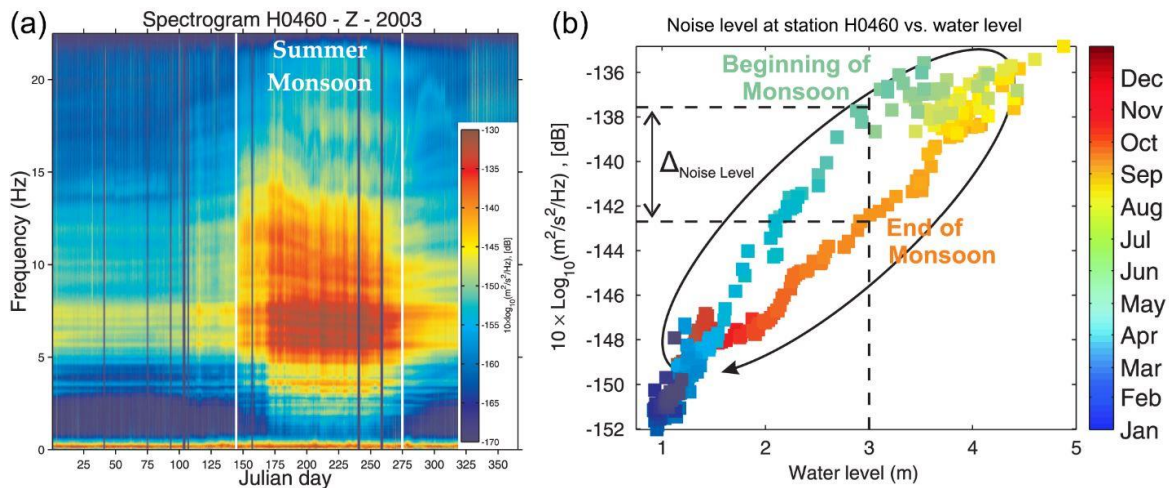 (a)
Spectrogram H0460 - Z - 2003
Summer
Monsoon
Frequency (Hz)
20
15
10
5
0
25 50 75 100 125 150 175 200 225 250 275 300 325 350
Julian day
-130
-135
-140
-145
-150
-155
-160
-165
-170
10×log10(m²/s²/Hz), [dB]
(b)
Noise level at station H0460 vs. water level
Beginning of
Monsoon
Δ Noise Level
End of
Monsoon
10 × Log10(m²/s²/Hz) , [dB]
-136
-138
-140
-142
-144
-146
-148
-150
-152
1 2 3 4 5
Water level (m)
Dec
Nov
Oct
Sep
Aug
Jul
Jun
May
Apr
Mar
Feb
Jan